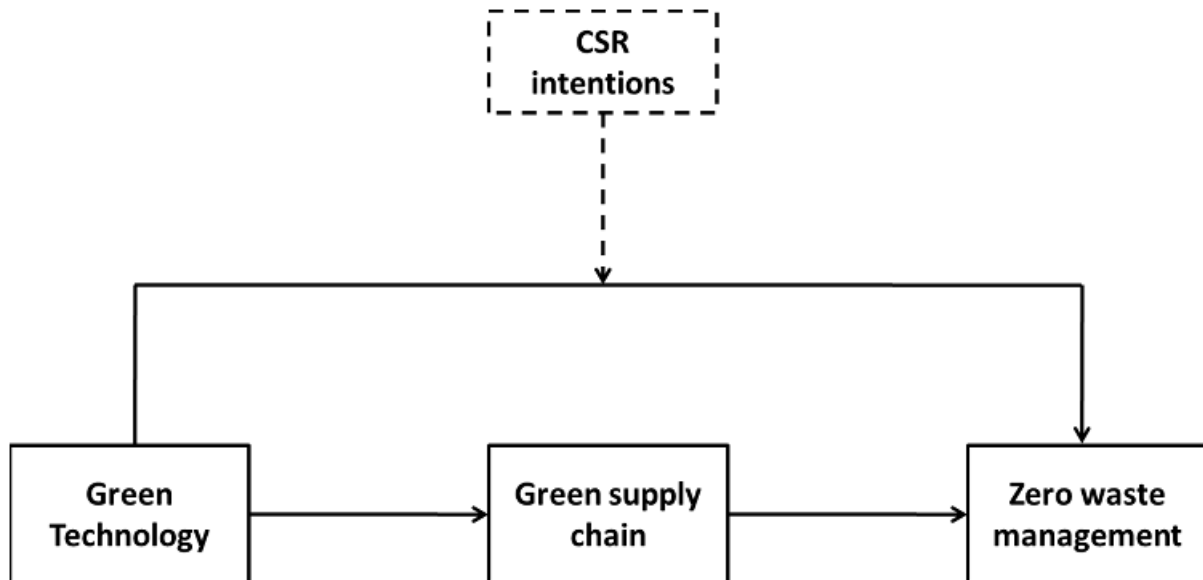 CSR
intentions
Green
Technology
Green supply
chain
Zero waste
management